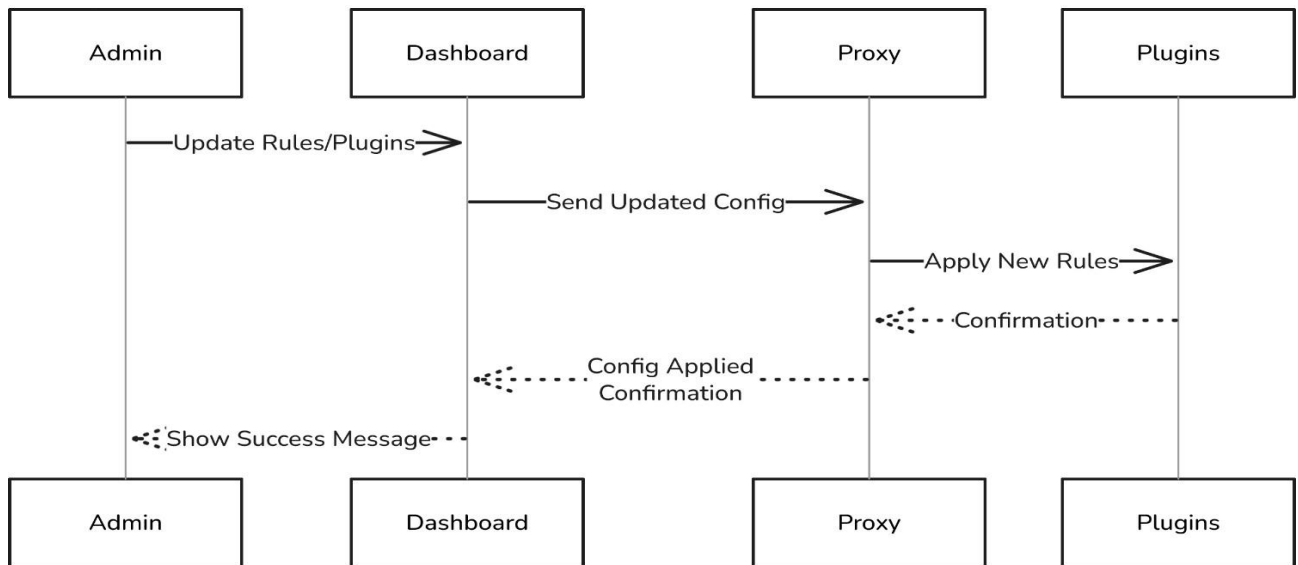 Admin
Dashboard
Proxy
Plugins
Update Rules/Plugins
Send Updated Config
Apply New Rules
Confirmation
Config Applied
Confirmation
Show Success Message
Admin
Dashboard
Proxy
Plugins